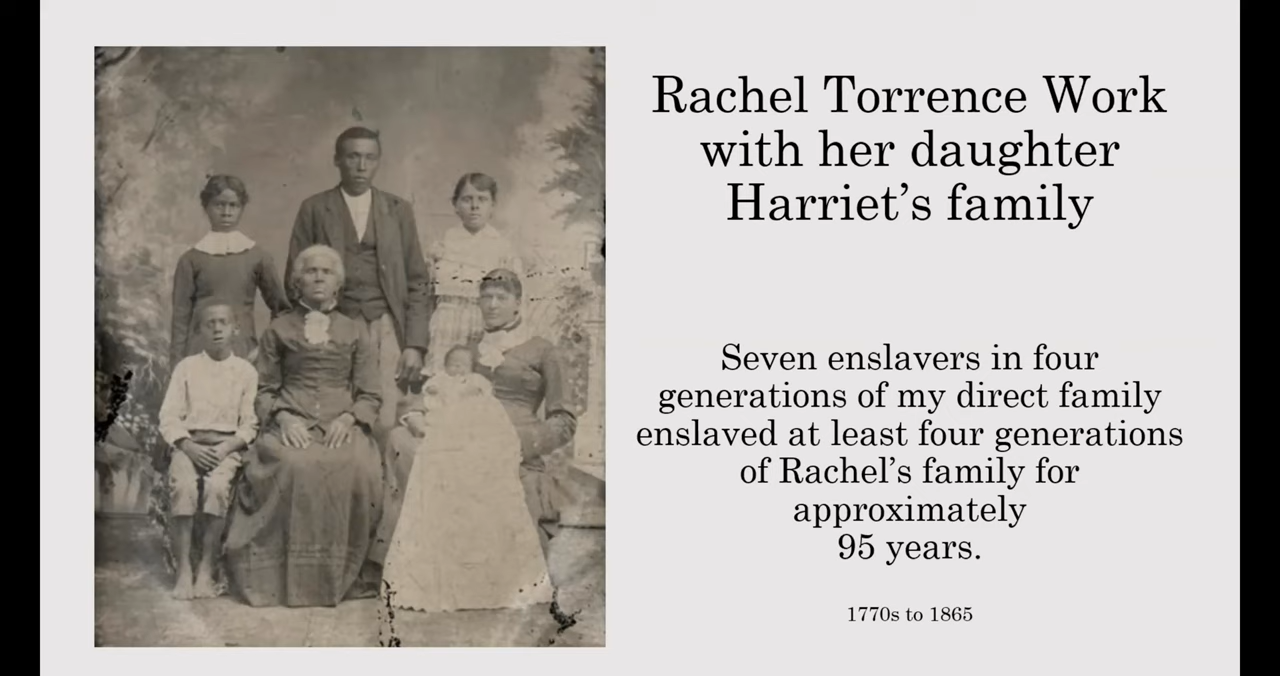 Rachel Torrence Work
with her daughter
Harriet’s family
Seven enslavers in four
generations of my direct family
enslaved at least four generations
of Rachel’s family for
approximately
95 years.
1770s to 1865